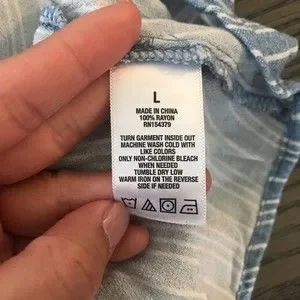 L
MADE IN CHINA
100% RAYON
RN154379
TURN GARMENT INSIDE OUT
MACHINE WASH COLD WITH
LIKE COLORS
ONLY NON-CHLORINE BLEACH
WHEN NEEDED
TUMBLE DRY LOW
WARM IRON ON THE REVERSE
SIDE IF NEEDED